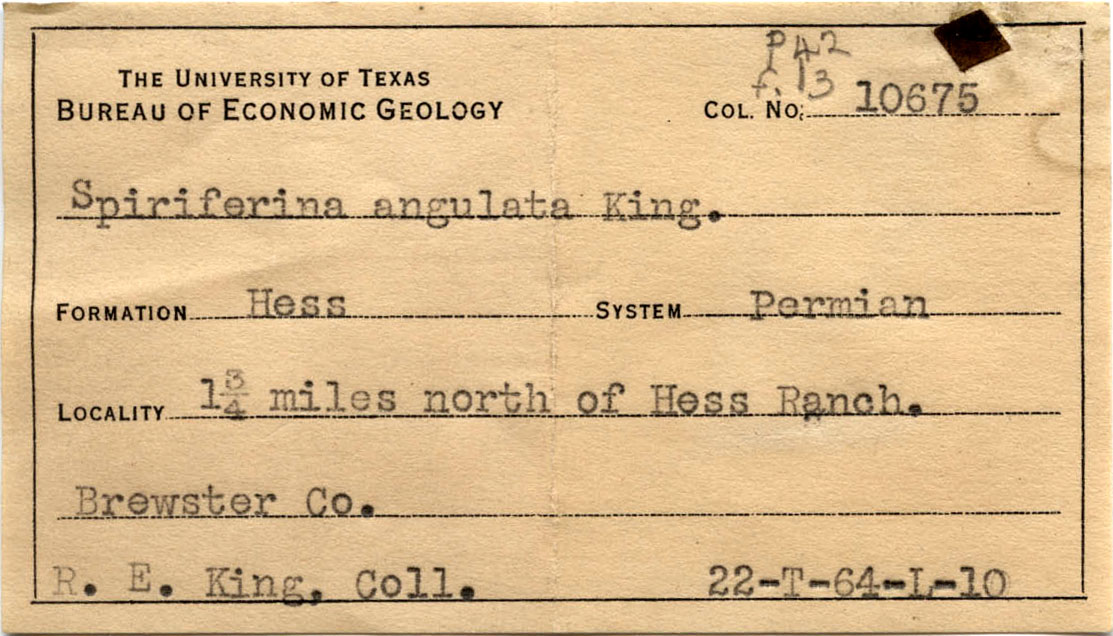 P42
f.13
THE UNIVERSITY OF TEXAS
BUREAU OF ECONOMIC GEOLOGY
COL. NO. 10675
Spiriferina angulata King.
FORMATION Hess SYSTEM Permian
LOCALITY 1¾ miles north of Hess Ranch.
Brewster Co.
R. E. King, Coll. 22-T-64-L-10